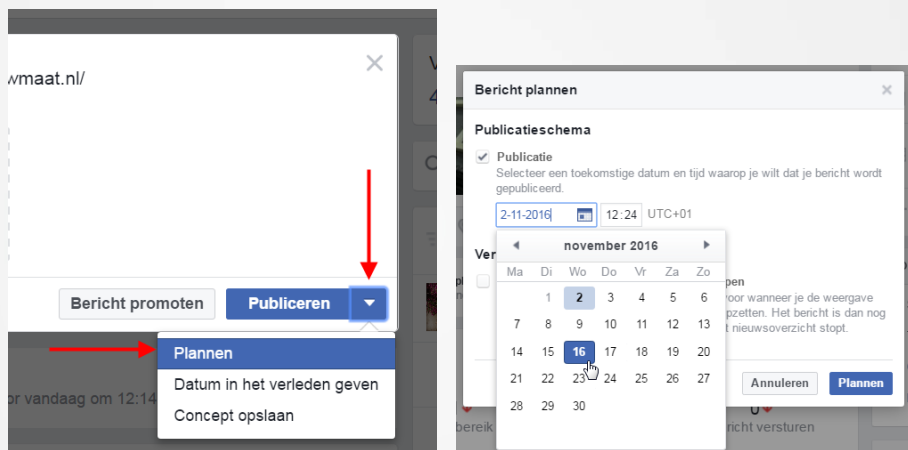 wmaat.nl/
Bericht promoten
Publiceren
Plannen
Datum in het verleden geven
Concept opslaan
or vandaag om 12:14
Bericht plannen
Publicatieschema
Publicatie
Selecteer een toekomstige datum en tijd waarop je wilt dat je bericht wordt
gepubliceerd.
2-11-2016
12:24 UTC+01
november 2016
Ma Di Wo Do Vr Za Zo
1 2 3 4 5 6
7 8 9 10 11 12 13
14 15 16 17 18 19 20
21 22 23 24 25 26 27
28 29 30
Ver
pen
voor wanneer je de weergave
pzetten. Het bericht is dan nog
t nieuwsoverzicht stopt.
Annuleren
Plannen
bereik
richt versturen